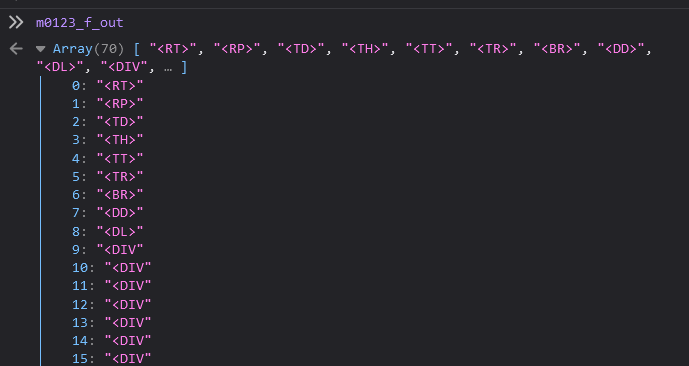 m0123_f_out
Array(70) [ "<RT>", "<RP>", "<TD>", "<TH>", "<TT>", "<TR>", "<BR>", "<DD>",
"<DL>", "<DIV", … ]
0: "<RT>"
1: "<RP>"
2: "<TD>"
3: "<TH>"
4: "<TT>"
5: "<TR>"
6: "<BR>"
7: "<DD>"
8: "<DL>"
9: "<DIV"
10: "<DIV"
11: "<DIV"
12: "<DIV"
13: "<DIV"
14: "<DIV"
15: "<DIV"